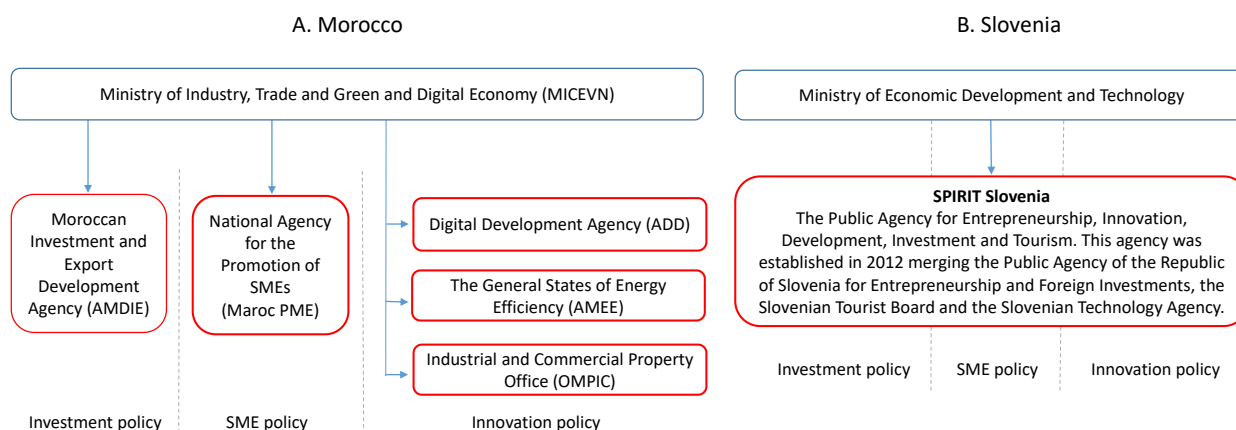 A. Morocco
Ministry of Industry, Trade and Green and Digital Economy (MICEVN)
Moroccan
Investment and
Export
Development
Agency (AMDIE)
National Agency
for the
Promotion of
SMEs
(Maroc PME)
Digital Development Agency (ADD)
The General States of Energy
Efficiency (AMEE)
Industrial and Commercial Property
Office (OMPIC)
Investment policy
SME policy
Innovation policy
B. Slovenia
Ministry of Economic Development and Technology
SPIRIT Slovenia
The Public Agency for Entrepreneurship, Innovation,
Development, Investment and Tourism. This agency was
established in 2012 merging the Public Agency of the Republic
of Slovenia for Entrepreneurship and Foreign Investments, the
Slovenian Tourist Board and the Slovenian Technology Agency.
Investment policy
SME policy
Innovation policy